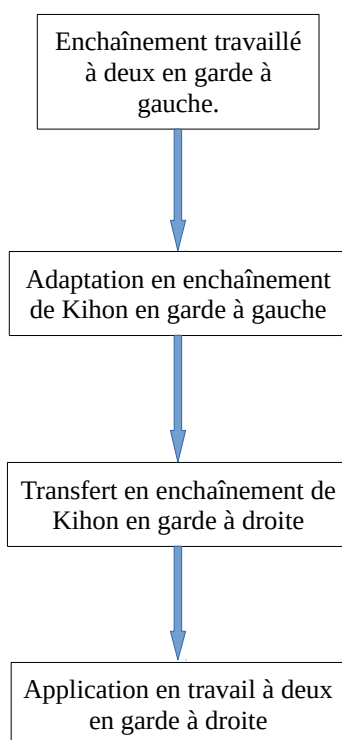 Enchaînement travaillé
à deux en garde à
gauche.
Adaptation en enchaînement
de Kihon en garde à gauche
Transfert en enchaînement de
Kihon en garde à droite
Application en travail à deux
en garde à droite